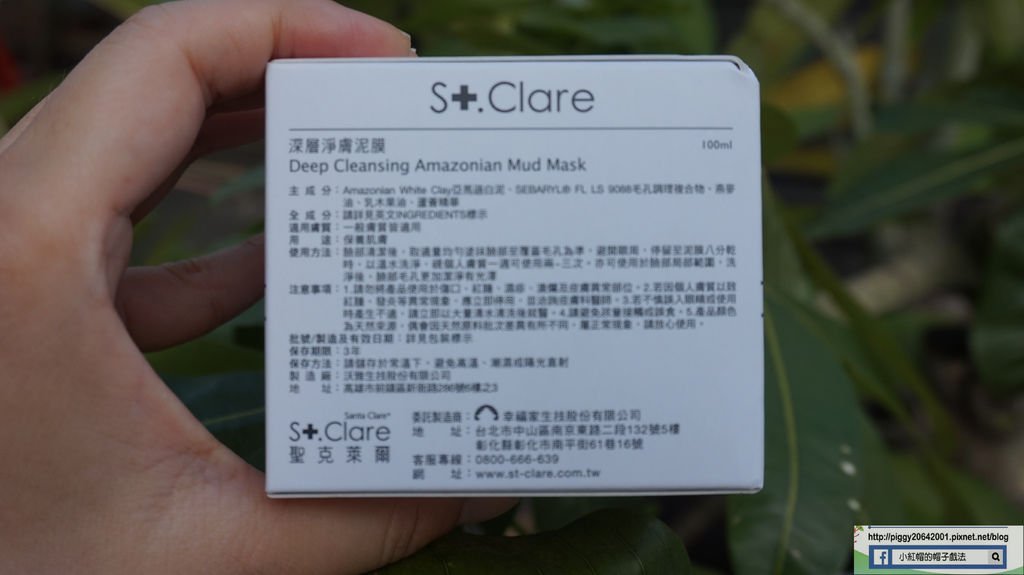 St.Clare
深層淨膚泥膜 100ml
Deep Cleansing Amazonian Mud Mask
主成分：Amazonian White Clay亞馬遜白泥、SEBARYL® FL LS 9088毛孔調理複合物、燕麥
油、乳木果油、蘆薈精華
全成分：請詳見英文INGREDIENTS標示
適用膚質：一般膚質皆適用
用途：保養肌膚
使用方法：臉部清潔後，取適量均勻塗抹臉部至覆蓋毛孔為準，避開眼周，停留至泥膜八分乾
時，以溫水洗淨，視個人膚質一週可使用兩~三次。亦可使用於臉部局部範圍，洗
淨後，臉部毛孔更加潔淨有光澤
注意事項：1.請勿將產品使用於傷口、紅腫、濕疹、潰爛及皮膚異常部位。2.若因個人膚質以致
紅腫、發炎等異常現象，應立即停用，並洽詢皮膚科醫師。3.若不慎誤入眼睛或使用
時產生不適，請立即以大量清水清洗後就醫。4.請避免孩童接觸或誤食。5.產品顏色
為天然來源，偶會因天然原料批次差異有所不同，屬正常現象，請放心使用。
批號/製造及有效日期：詳見包裝標示
保存期限：3年
保存方法：請儲存於常溫下，避免高溫、潮濕或陽光直射
製造廠：沃雅生技股份有限公司
地址：高雄市前鎮區新衙路286號6樓之3
Santa Clare™
St.Clare
聖克萊爾
委託製造商：幸福家生技股份有限公司
地址：台北市中山區南京東路二段132號5樓
彰化縣彰化市南平街61巷16號
客服專線：0800-666-639
網址：www.st-clare.com.tw
http://piggy20642001.pixnet.net/blog
小紅帽的帽子戲法